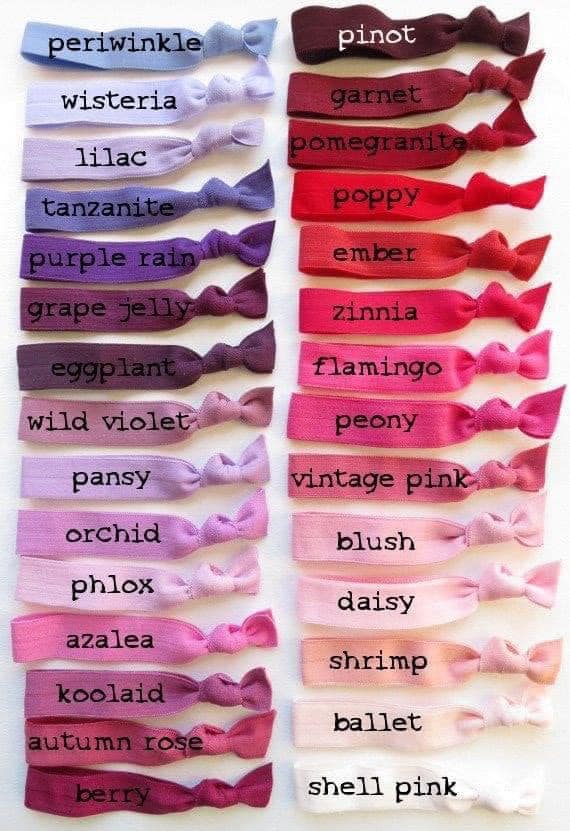 periwinkle
wisteria
lilac
tanzanite
purple rain
grape jelly
eggplant
wild violet
pansy
orchid
phlox
azalea
koolaid
autumn rose
berry
pinot
garnet
pomegranite
poppy
ember
zinnia
flamingo
peony
vintage pink
blush
daisy
shrimp
ballet
shell pink